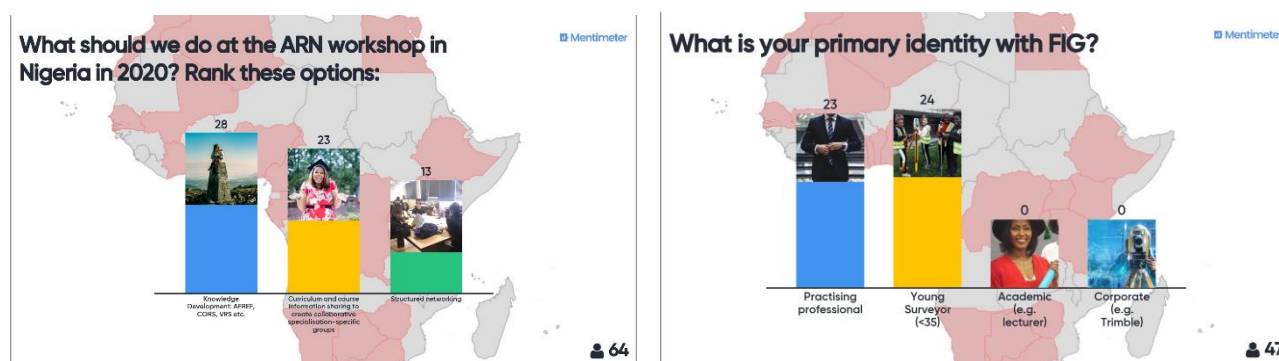 What should we do at the ARN workshop in
Nigeria in 2020? Rank these options:
Mentimeter
28
23
13
Knowledge
Development: AFREF,
CORS, VRS etc.
Curriculum and course
information sharing to
create collaborative
specialisation-specific
groups
Structured networking
64
What is your primary identity with FIG?
Mentimeter
23
24
0
0
Practising
professional
Young
Surveyor
(<35)
Academic
(e.g.
lecturer)
Corporate
(e.g.
Trimble)
47